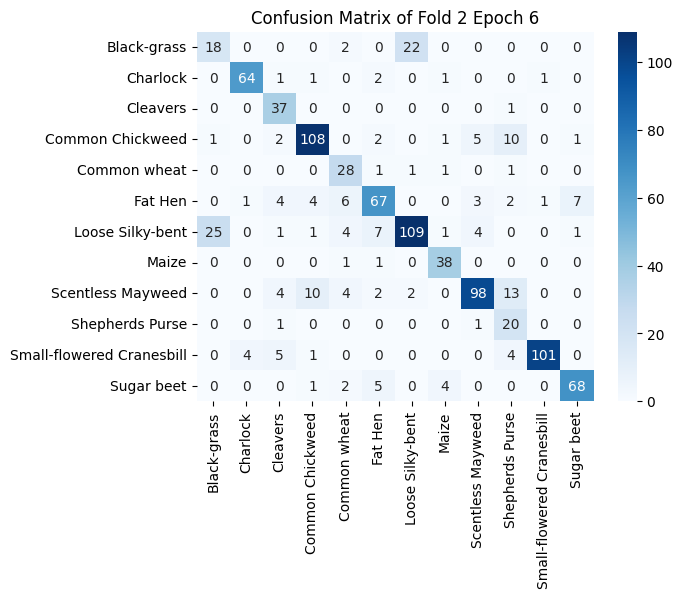 Confusion Matrix of Fold 2 Epoch 6
Black-grass 18 0 0 0 2 0 22 0 0 0 0 0
Charlock 0 64 1 1 0 2 0 1 0 0 1 0
Cleavers 0 0 37 0 0 0 0 0 0 1 0 0
Common Chickweed 1 0 2 108 0 2 0 1 5 10 0 1
Common wheat 0 0 0 0 28 1 1 1 0 1 0 0
Fat Hen 0 1 4 4 6 67 0 0 3 2 1 7
Loose Silky-bent 25 0 1 1 4 7 109 1 4 0 0 1
Maize 0 0 0 0 1 1 0 38 0 0 0 0
Scentless Mayweed 0 0 4 10 4 2 2 0 98 13 0 0
Shepherds Purse 0 0 1 0 0 0 0 0 1 20 0 0
Small-flowered Cranesbill 0 4 5 1 0 0 0 0 0 4 101 0
Sugar beet 0 0 0 1 2 5 0 4 0 0 0 68
Black-grass
Charlock
Cleavers
Common Chickweed
Common wheat
Fat Hen
Loose Silky-bent
Maize
Scentless Mayweed
Shepherds Purse
Small-flowered Cranesbill
Sugar beet
100
80
60
40
20
0